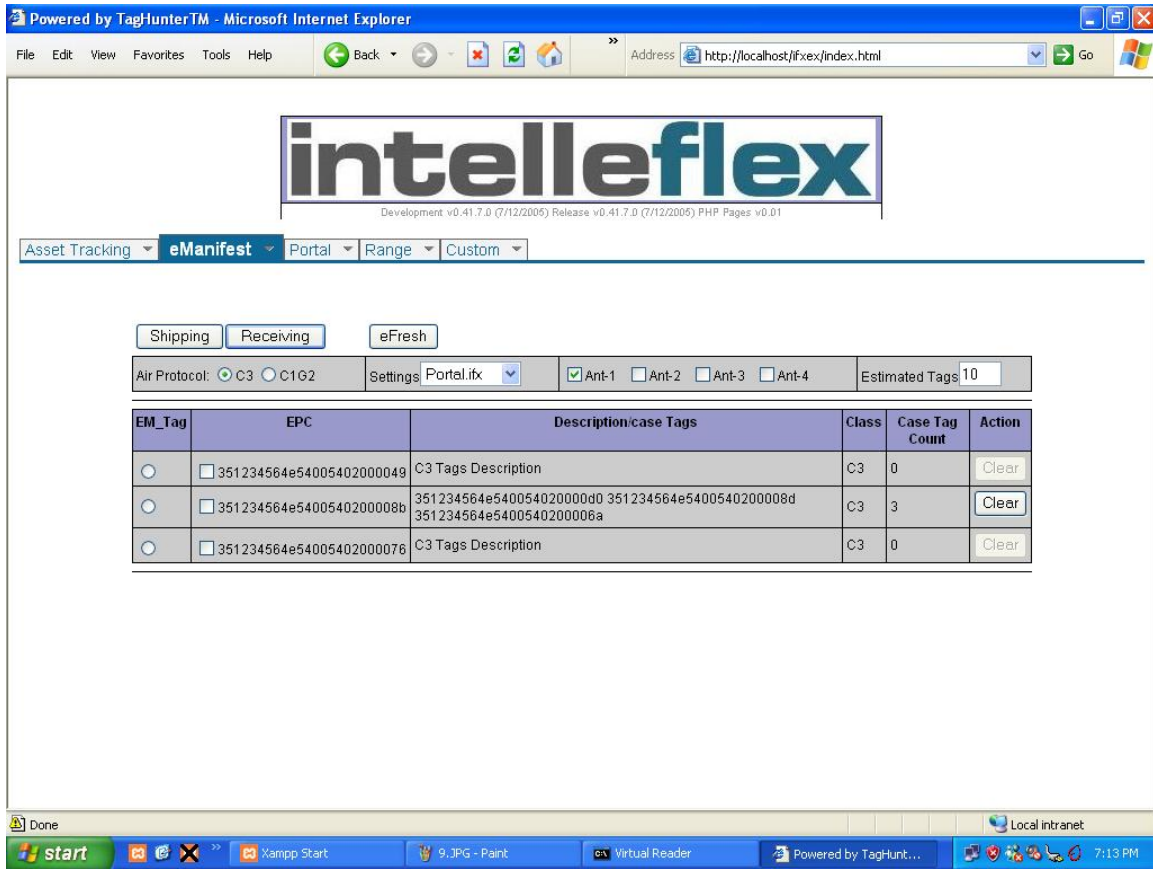 Powered by TagHunterTM - Microsoft Internet Explorer
File Edit View Favorites Tools Help Back » Address http://localhost/ifxex/index.html Go
intelleflex
Development v0.41.7.0 (7/12/2005) Release v0.41.7.0 (7/12/2005) PHP Pages v0.01
Asset Tracking eManifest Portal Range Custom
Shipping Receiving eFresh
Air Protocol: C3 C1G2 Settings Portal.ifx Ant-1 Ant-2 Ant-3 Ant-4 Estimated Tags 10
EM_Tag EPC Description/case Tags Class Case Tag Count Action
351234564e54005402000049 C3 Tags Description C3 0 Clear
351234564e5400540200008b 351234564e540054020000d0 351234564e5400540200008d C3 3 Clear
351234564e5400540200006a
351234564e54005402000076 C3 Tags Description C3 0 Clear
Done Local intranet
start » Xampp Start 9.JPG - Paint Virtual Reader Powered by TagHunt... 7:13 PM